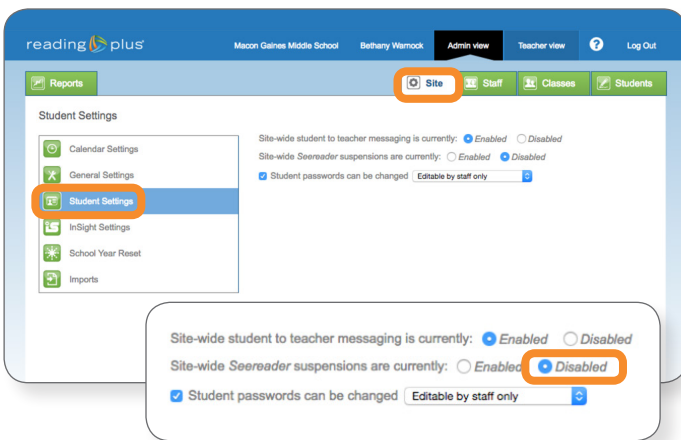 reading plus Macon Gaines Middle School Bethany Warnock Admin view Teacher view ? Log Out
Reports Site Staff Classes Students
Student Settings
Calendar Settings
General Settings
Student Settings
InSight Settings
School Year Reset
Imports
Site-wide student to teacher messaging is currently: Enabled Disabled
Site-wide Seereader suspensions are currently: Enabled Disabled
Student passwords can be changed Editable by staff only
Site-wide student to teacher messaging is currently: Enabled Disabled
Site-wide Seereader suspensions are currently: Enabled Disabled
Student passwords can be changed Editable by staff only